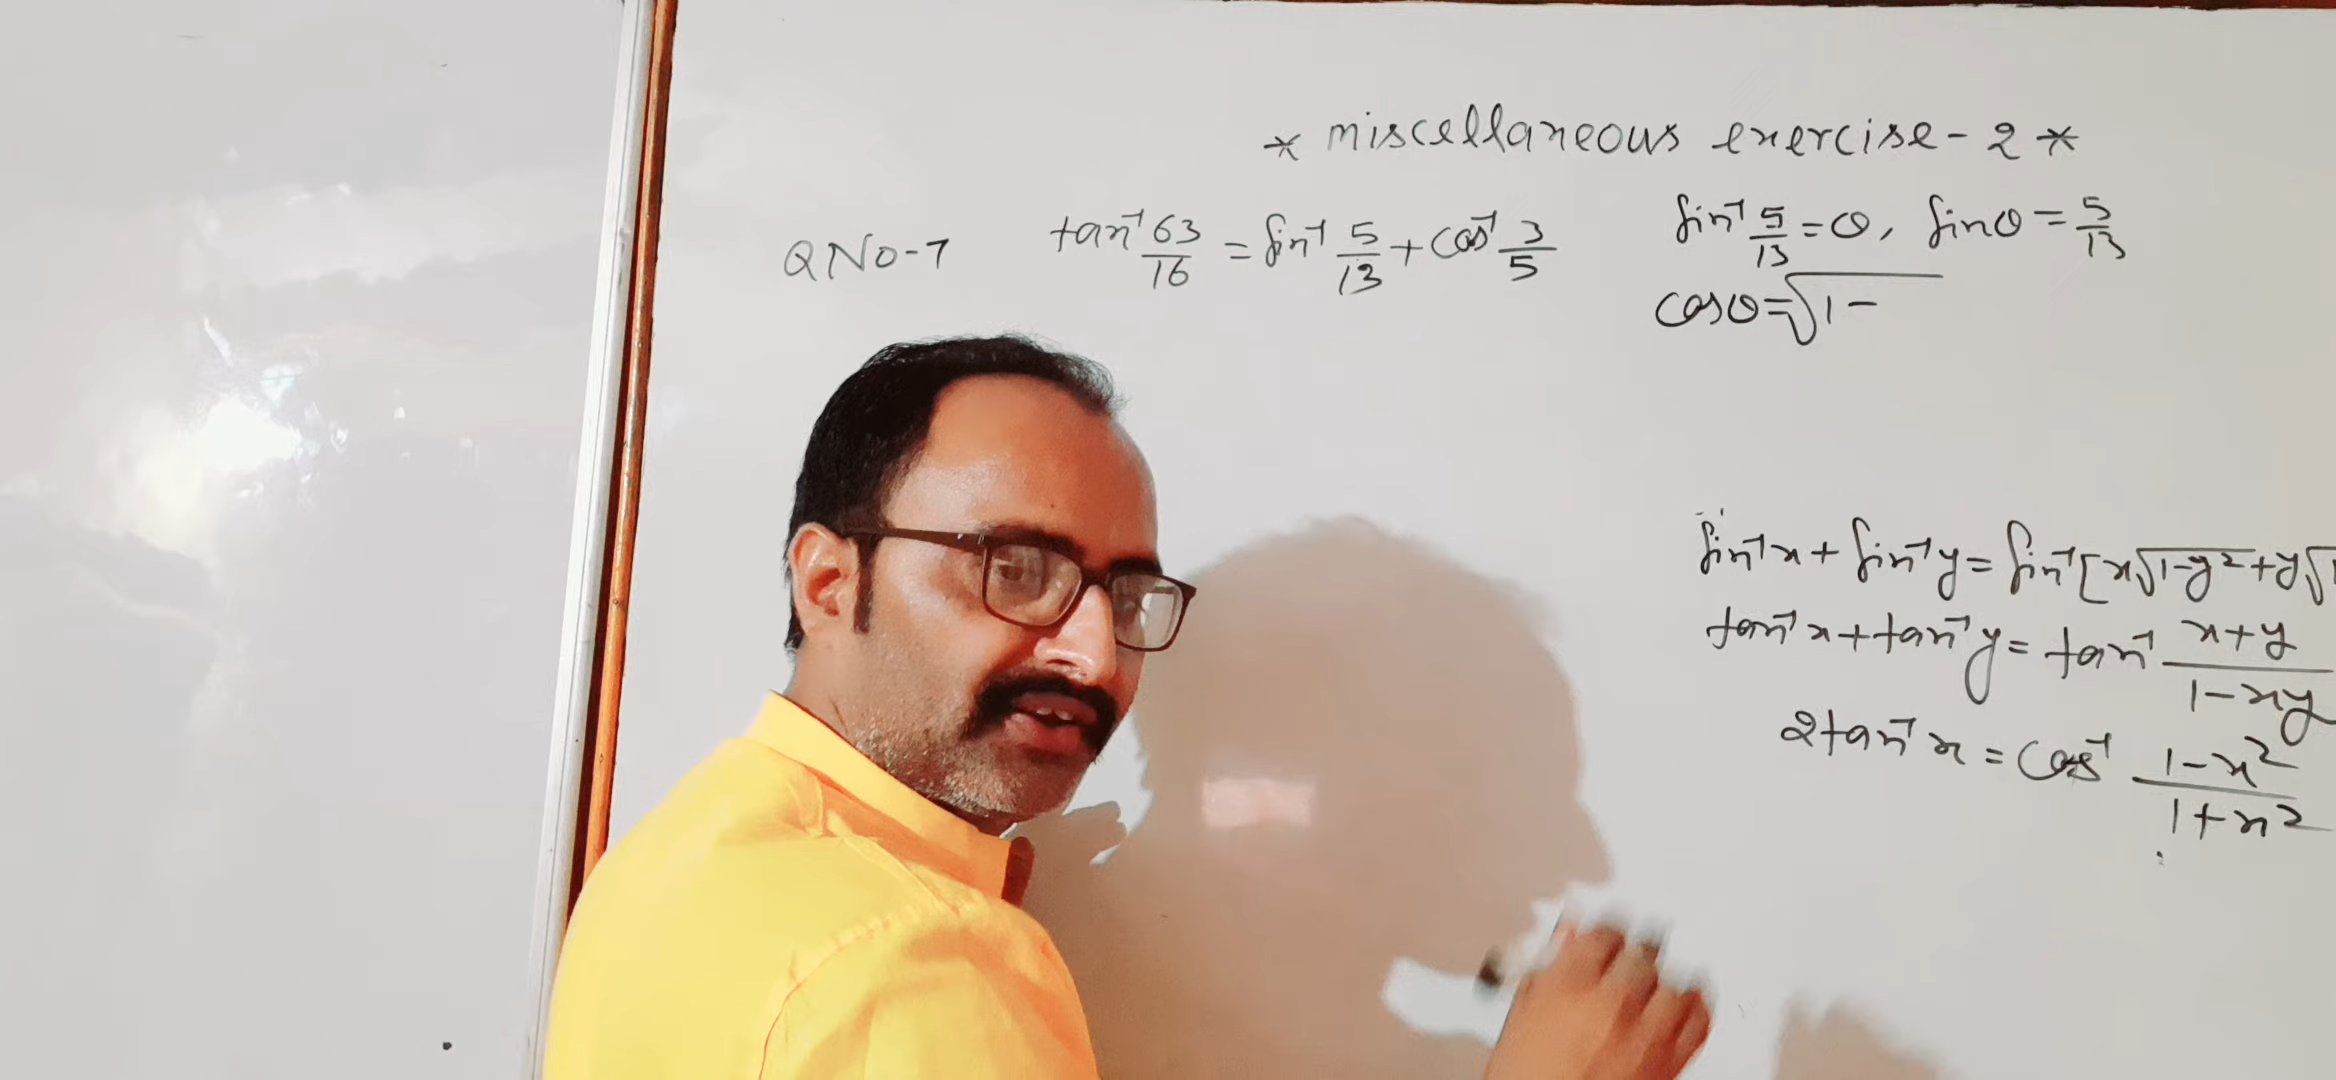 * miscellaneous exercise - 2 *
Q No-7 tan⁻¹ 63/16 = sin⁻¹ 5/13 + cos⁻¹ 3/5
sin⁻¹ 5/13 = θ, sinθ = 5/13
cosθ = √1 -
sin⁻¹x + sin⁻¹y = sin⁻¹[x√1-y² + y√1
tan⁻¹x + tan⁻¹y = tan⁻¹ x+y/1-xy
2tan⁻¹x = cos⁻¹ 1-x²/1+x²